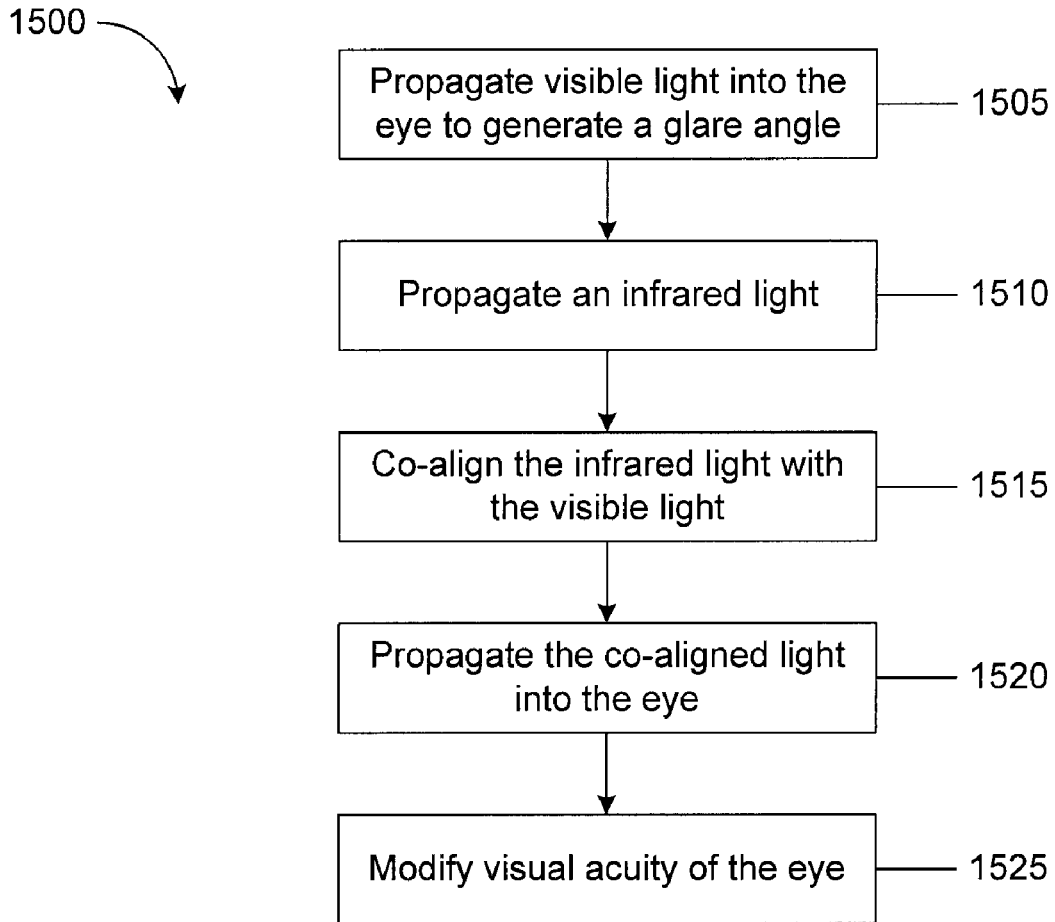 1500
Propagate visible light into the
eye to generate a glare angle
1505
Propagate an infrared light
1510
Co-align the infrared light with
the visible light
1515
Propagate the co-aligned light
into the eye
1520
Modify visual acuity of the eye
1525